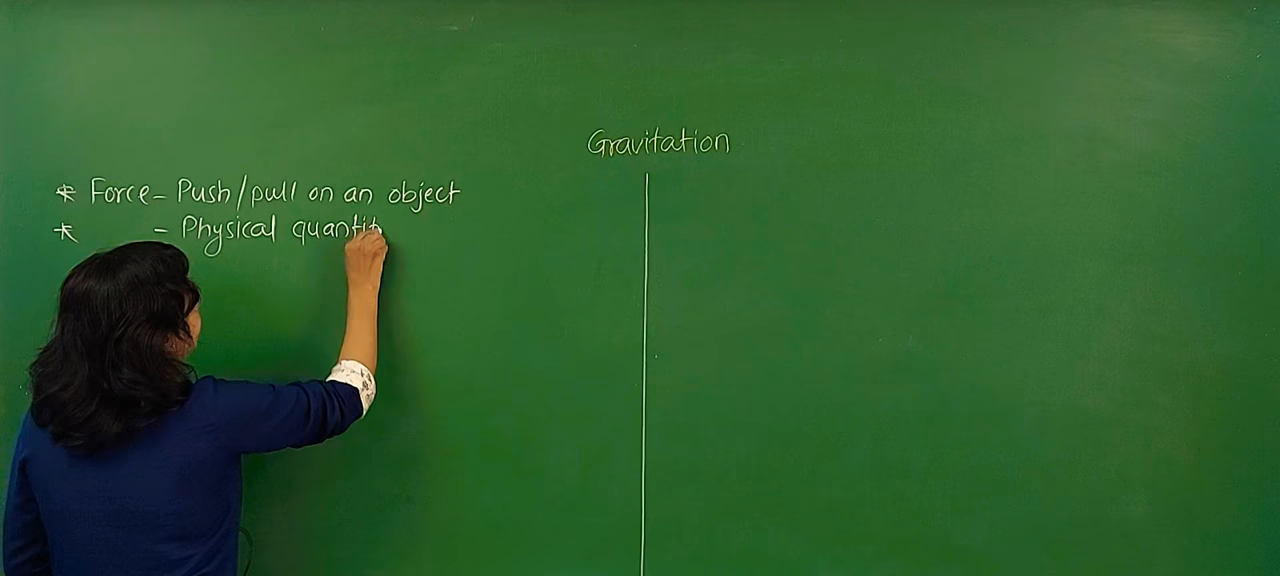 Gravitation
* Force - Push/pull on an object
* - Physical quantit